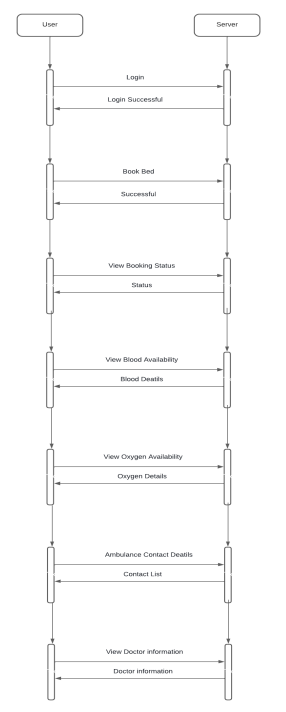 User
Server
Login
Login Successful
Book Bed
Successful
View Booking Status
Status
View Blood Availability
Blood Deatils
View Oxygen Availability
Oxygen Details
Ambulance Contact Deatils
Contact List
View Doctor information
Doctor information